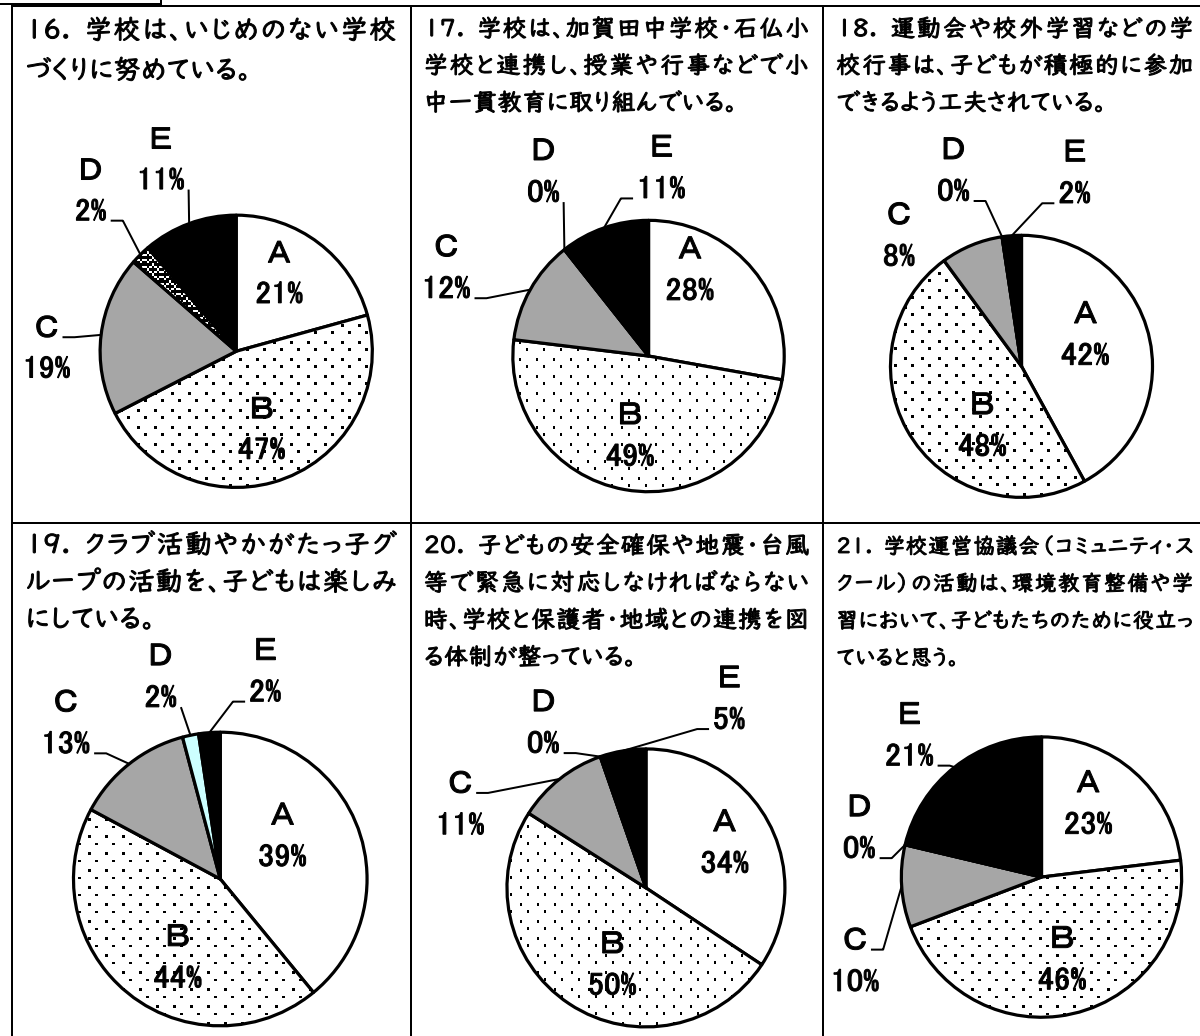 16. 学校は、いじめのない学校
づくりに努めている。
E
11%
D
2%
A
21%
C
19%
B
47%
17. 学校は、加賀田中学校・石仏小
学校と連携し、授業や行事などで小
中一貫教育に取り組んでいる。
D
0%
E
11%
C
12%
A
28%
B
49%
18. 運動会や校外学習などの学
校行事は、子どもが積極的に参加
できるよう工夫されている。
D
0%
E
2%
C
8%
A
42%
B
48%
19. クラブ活動やかがたっ子グ
ループの活動を、子どもは楽しみ
にしている。
D
2%
E
2%
C
13%
A
39%
B
44%
20. 子どもの安全確保や地震・台風
等で緊急に対応しなければならない
時、学校と保護者・地域との連携を図
る体制が整っている。
D
0%
E
5%
C
11%
A
34%
B
50%
21. 学校運営協議会(コミュニティ・ス
クール)の活動は、環境教育整備や学
習において、子どもたちのために役立っ
ていると思う。
E
21%
D
0%
A
23%
C
10%
B
46%